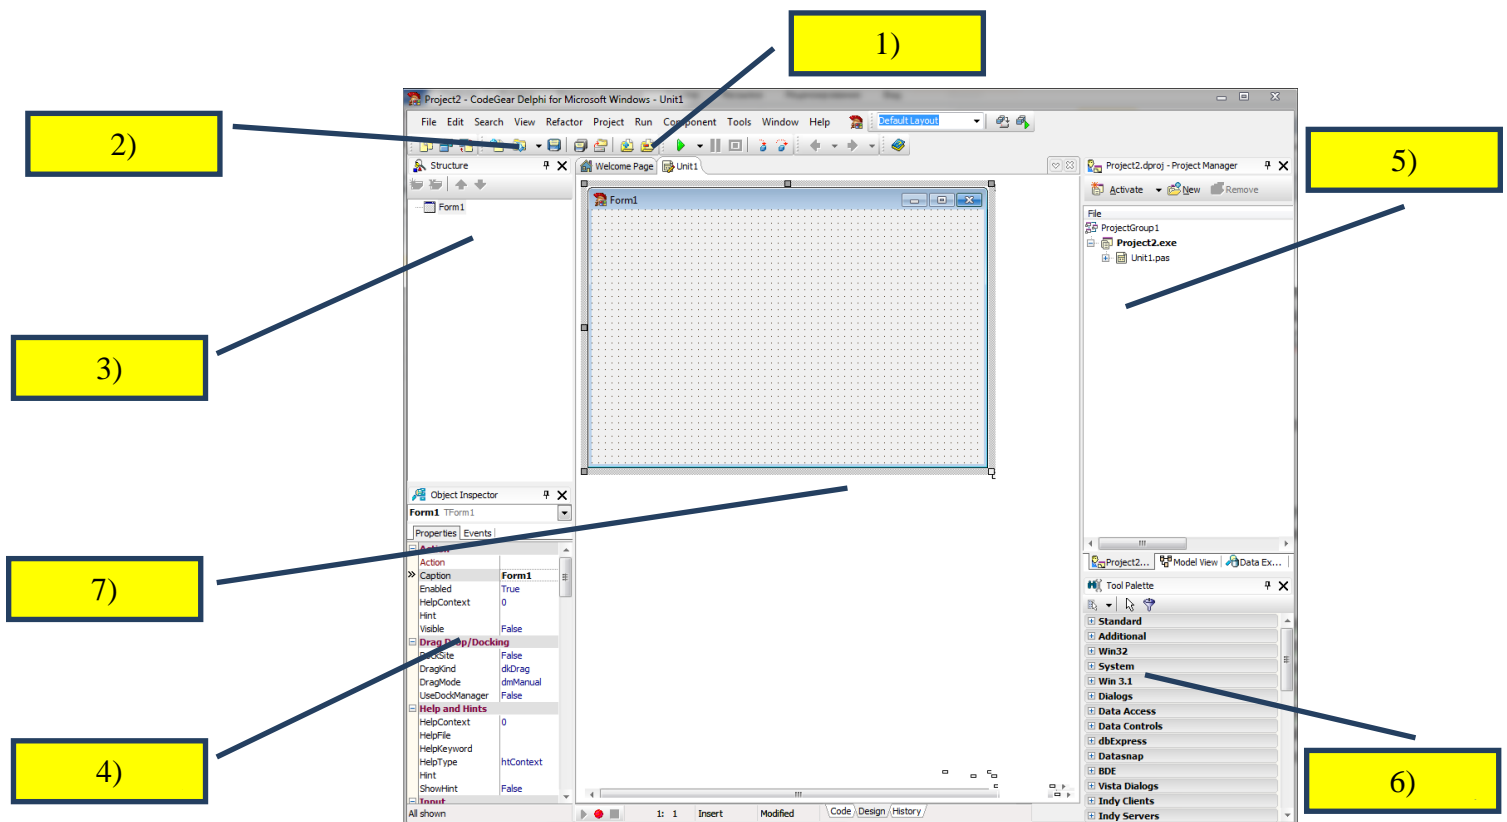 1)
2)
3)
4)
5)
6)
7)
Project2 - CodeGear Delphi for Microsoft Windows - Unit1
File Edit Search View Refactor Project Run Component Tools Window Help Default Layout
Structure
Form1
Welcome Page Unit1
Form1
Object Inspector
Form1 TForm1
Properties Events
Action
Action
Caption Form1
Enabled True
HelpContext 0
Hint
Visible False
Drag Drop/Docking
DockSite False
DragKind dkDrag
DragMode dmManual
UseDockManager False
Help and Hints
HelpContext 0
HelpFile
HelpKeyword
HelpType htContext
Hint
ShowHint False
Input
All shown
1: 1 Insert Modified Code Design History
Project2.dproj - Project Manager
Activate New Remove
File
ProjectGroup1
Project2.exe
Unit1.pas
Project2... Model View Data Ex...
Tool Palette
Standard
Additional
Win32
System
Win 3.1
Dialogs
Data Access
Data Controls
dbExpress
Datasnap
BDE
Vista Dialogs
Indy Clients
Indy Servers